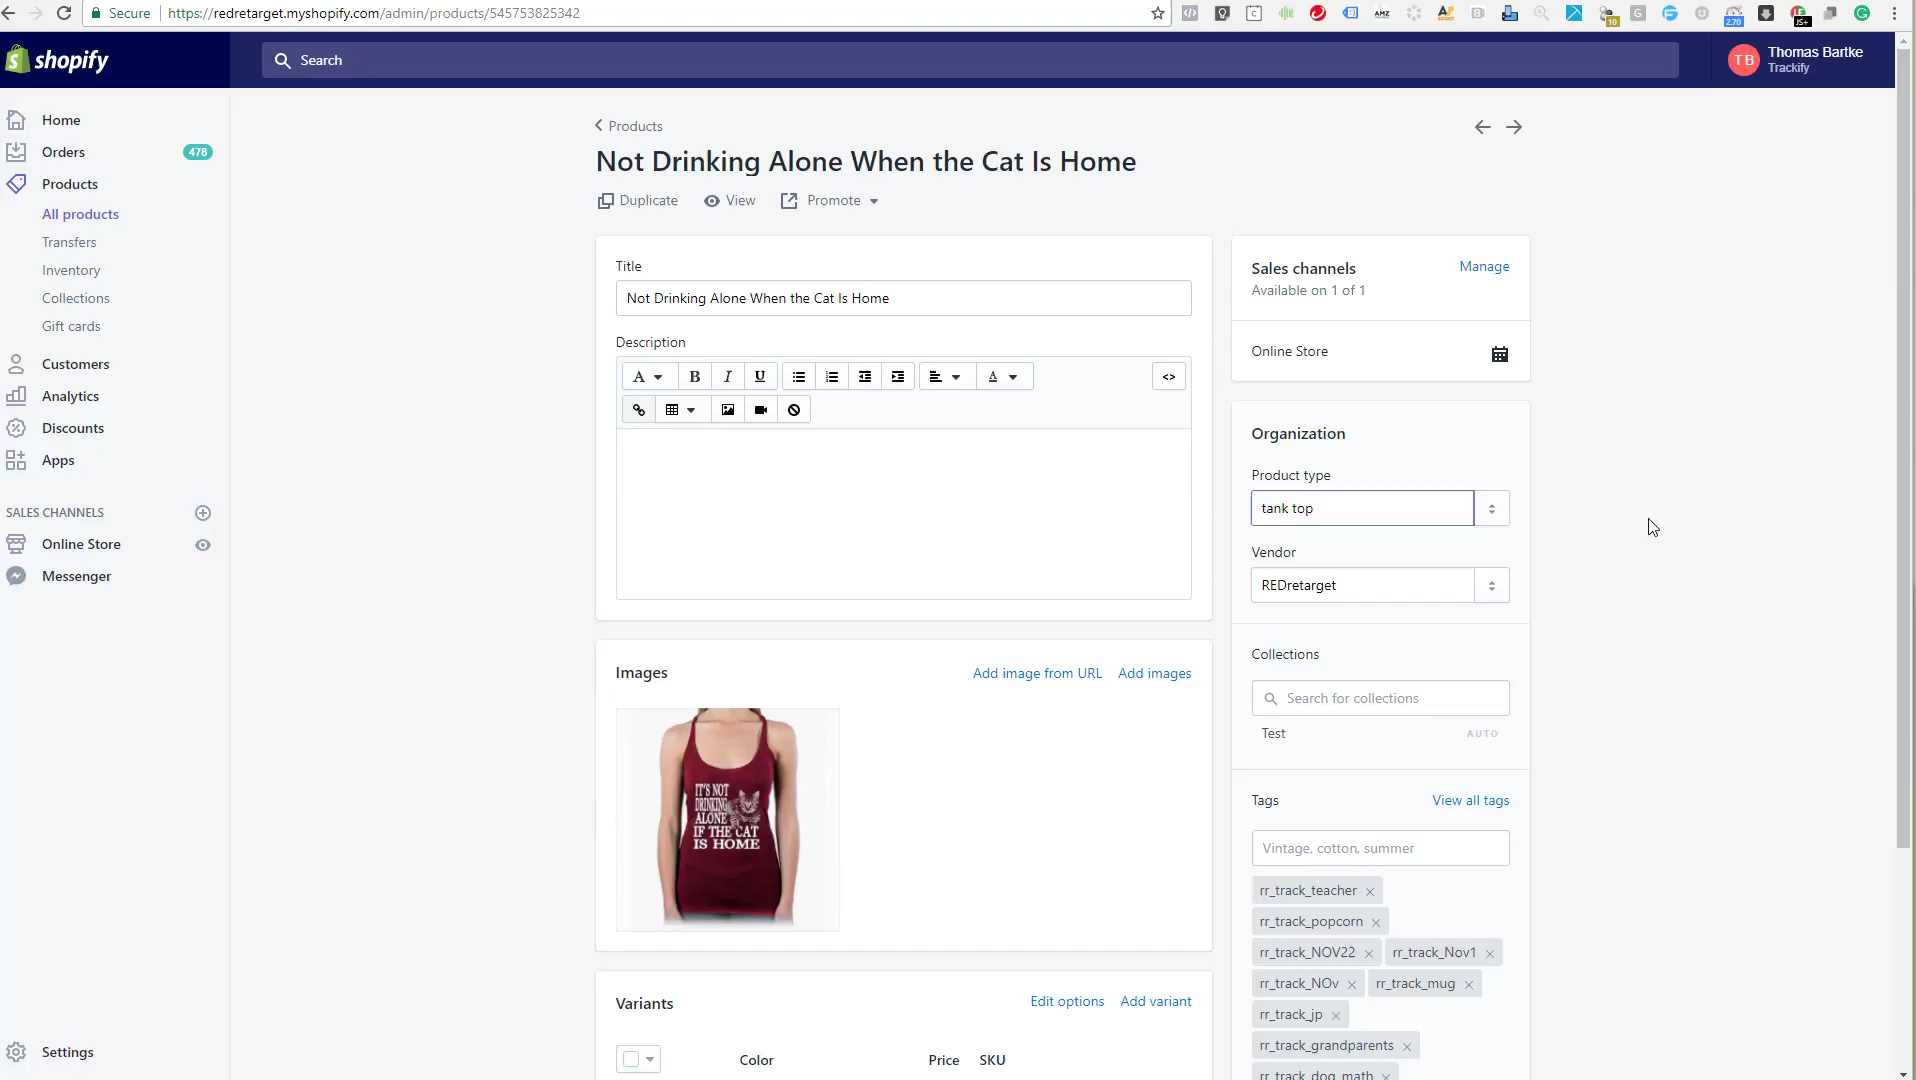 Secure https://redretarget.myshopify.com/admin/products/545753825342
10
2.70
JS+
shopify
Search
TB
Thomas Bartke
Trackify
Home
Orders 478
Products
All products
Transfers
Inventory
Collections
Gift cards
Customers
Analytics
Discounts
Apps
SALES CHANNELS
Online Store
Messenger
Settings
Products
Not Drinking Alone When the Cat Is Home
Duplicate View Promote
Title
Not Drinking Alone When the Cat Is Home
Description
A B I U A <>
Images Add image from URL Add images
IT'S NOT
DRINKING
ALONE
IF THE CAT
IS HOME
Variants Edit options Add variant
Color Price SKU
Sales channels Manage
Available on 1 of 1
Online Store
Organization
Product type
tank top
Vendor
REDretarget
Collections
Search for collections
Test AUTO
Tags View all tags
Vintage, cotton, summer
rr_track_teacher
rr_track_popcorn
rr_track_NOV22 rr_track_Nov1
rr_track_NOv rr_track_mug
rr_track_jp
rr_track_grandparents
rr_track_dog_math